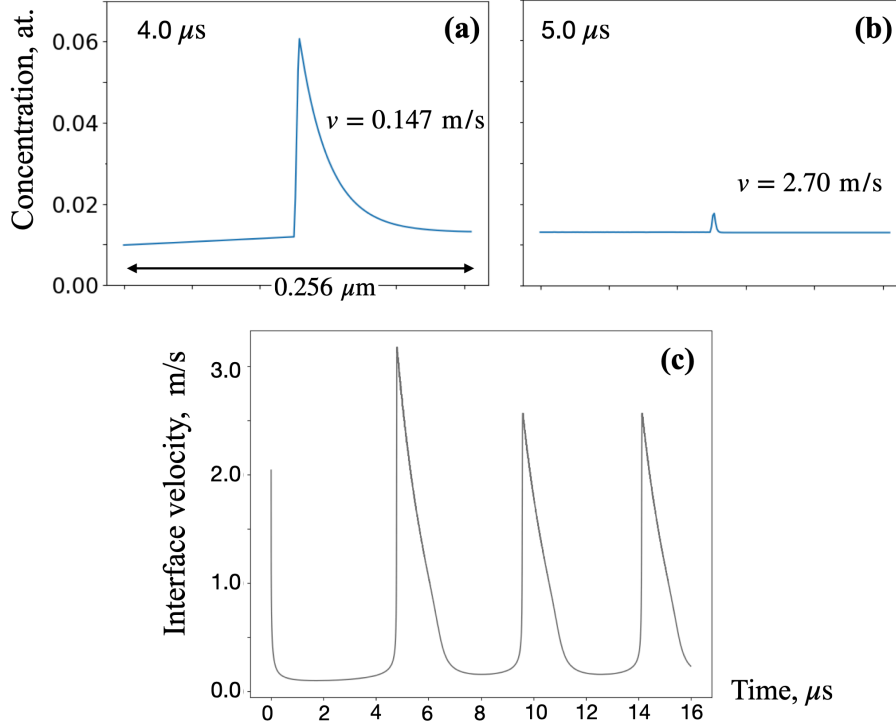 (a)
4.0 μs
Concentration, at.
0.06
0.04
0.02
0.00
v = 0.147 m/s
0.256 μm
(b)
5.0 μs
v = 2.70 m/s
(c)
Interface velocity, m/s
3.0
2.0
1.0
0.0
0 2 4 6 8 10 12 14 16
Time, μs